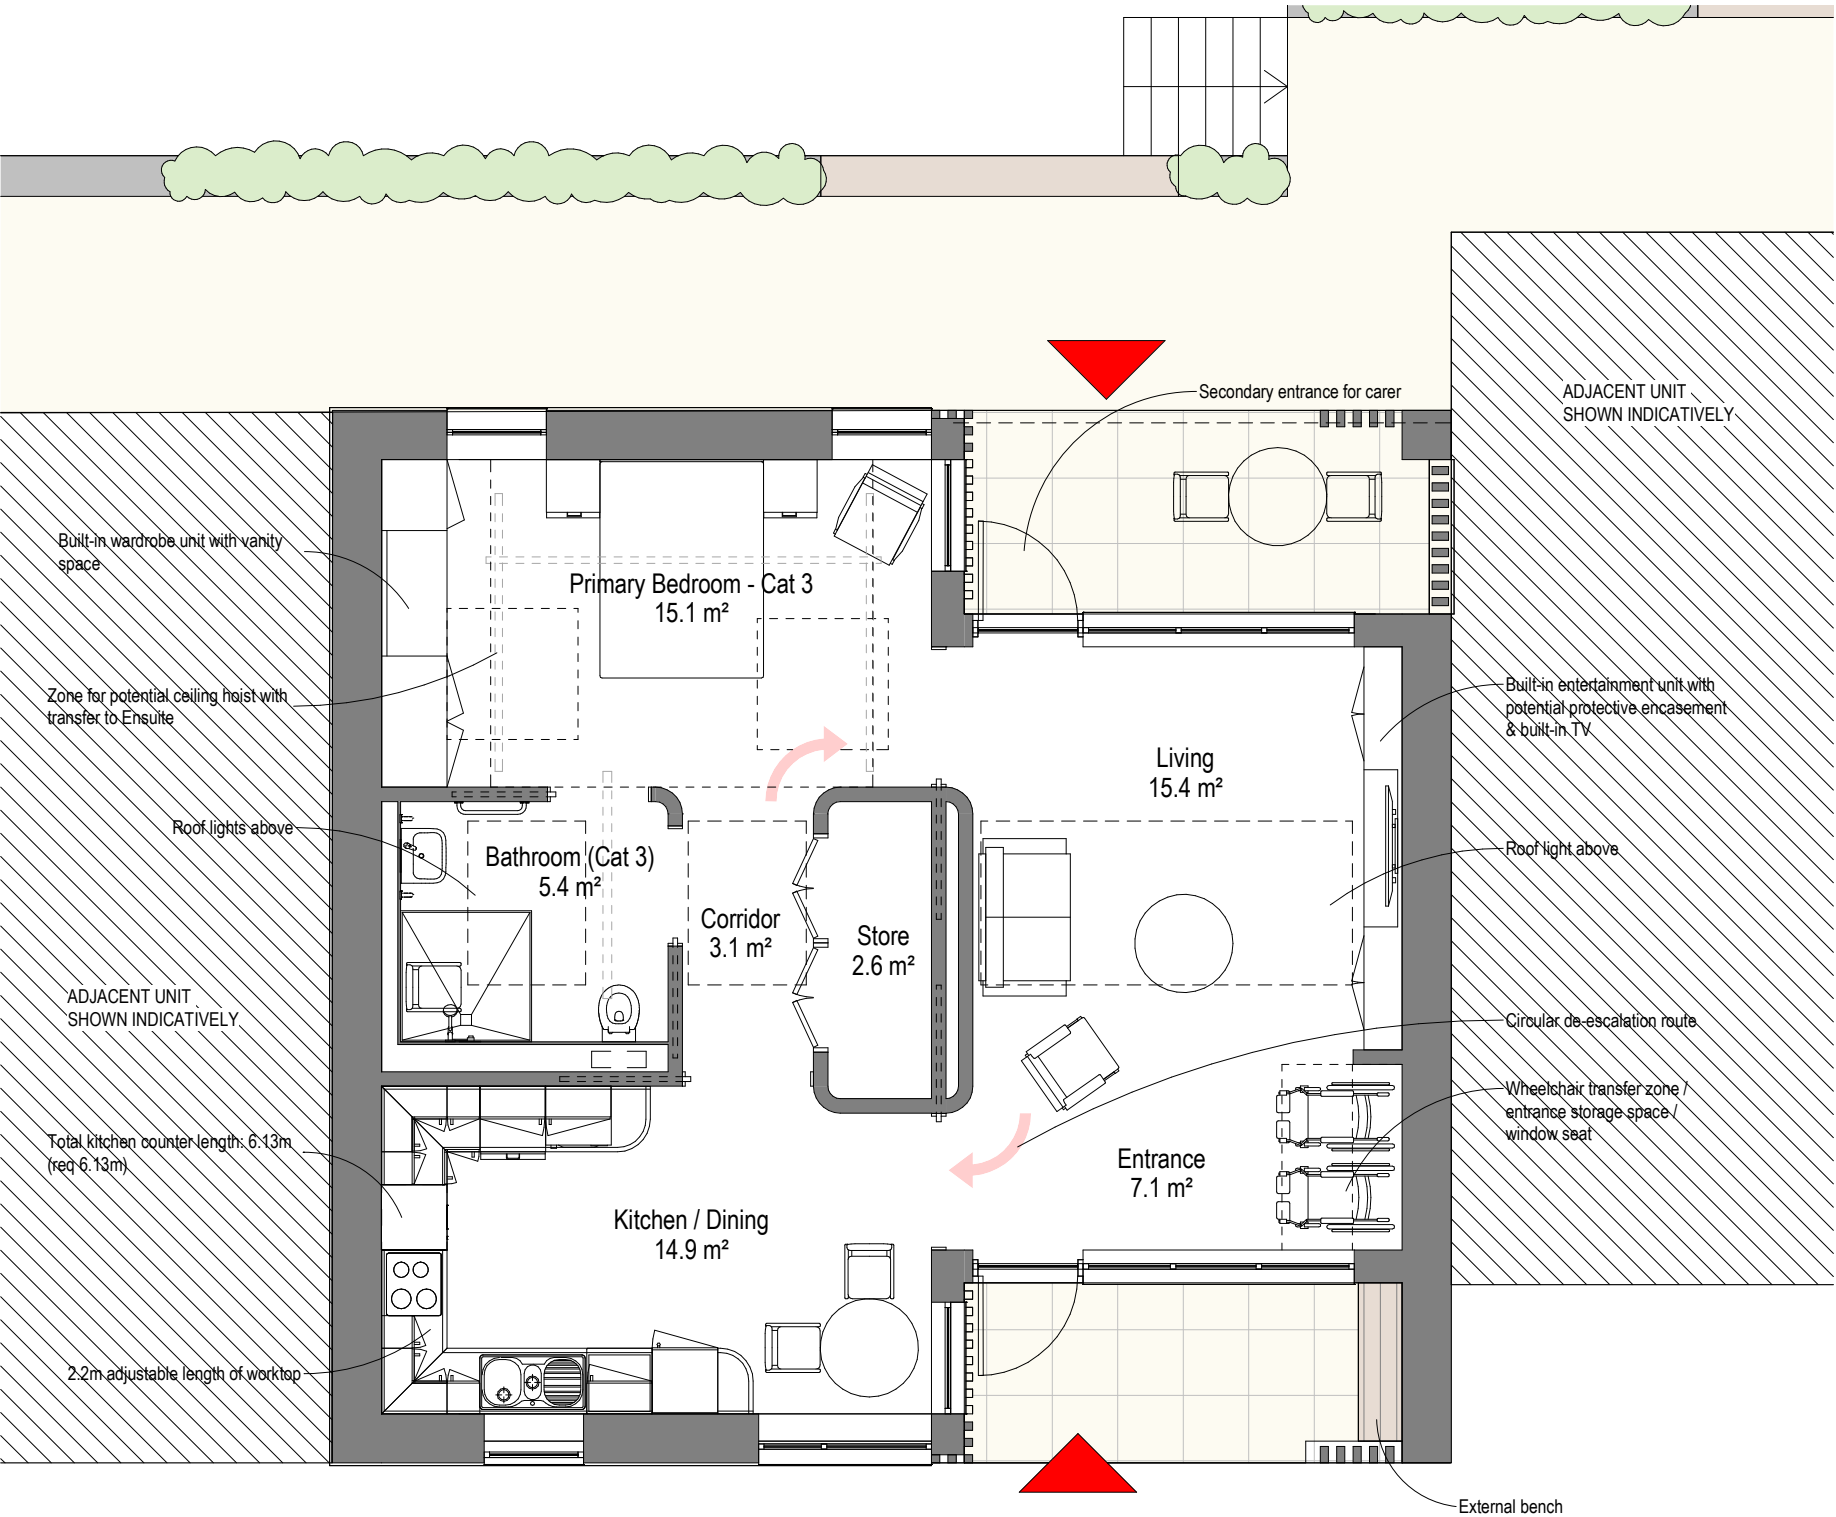 Secondary entrance for carer
ADJACENT UNIT
SHOWN INDICATIVELY
Built-in wardrobe unit with vanity
space
Primary Bedroom - Cat 3
15.1 m²
Zone for potential ceiling hoist with
transfer to Ensuite
Built-in entertainment unit with
potential protective encasement
& built-in TV
Living
15.4 m²
Roof lights above
Roof light above
Bathroom (Cat 3)
5.4 m²
Corridor
3.1 m²
Store
2.6 m²
ADJACENT UNIT
SHOWN INDICATIVELY
Circular de-escalation route
Wheelchair transfer zone /
entrance storage space /
window seat
Total kitchen counter length: 6.13m
(req 6.13m)
Entrance
7.1 m²
Kitchen / Dining
14.9 m²
2.2m adjustable length of worktop
External bench